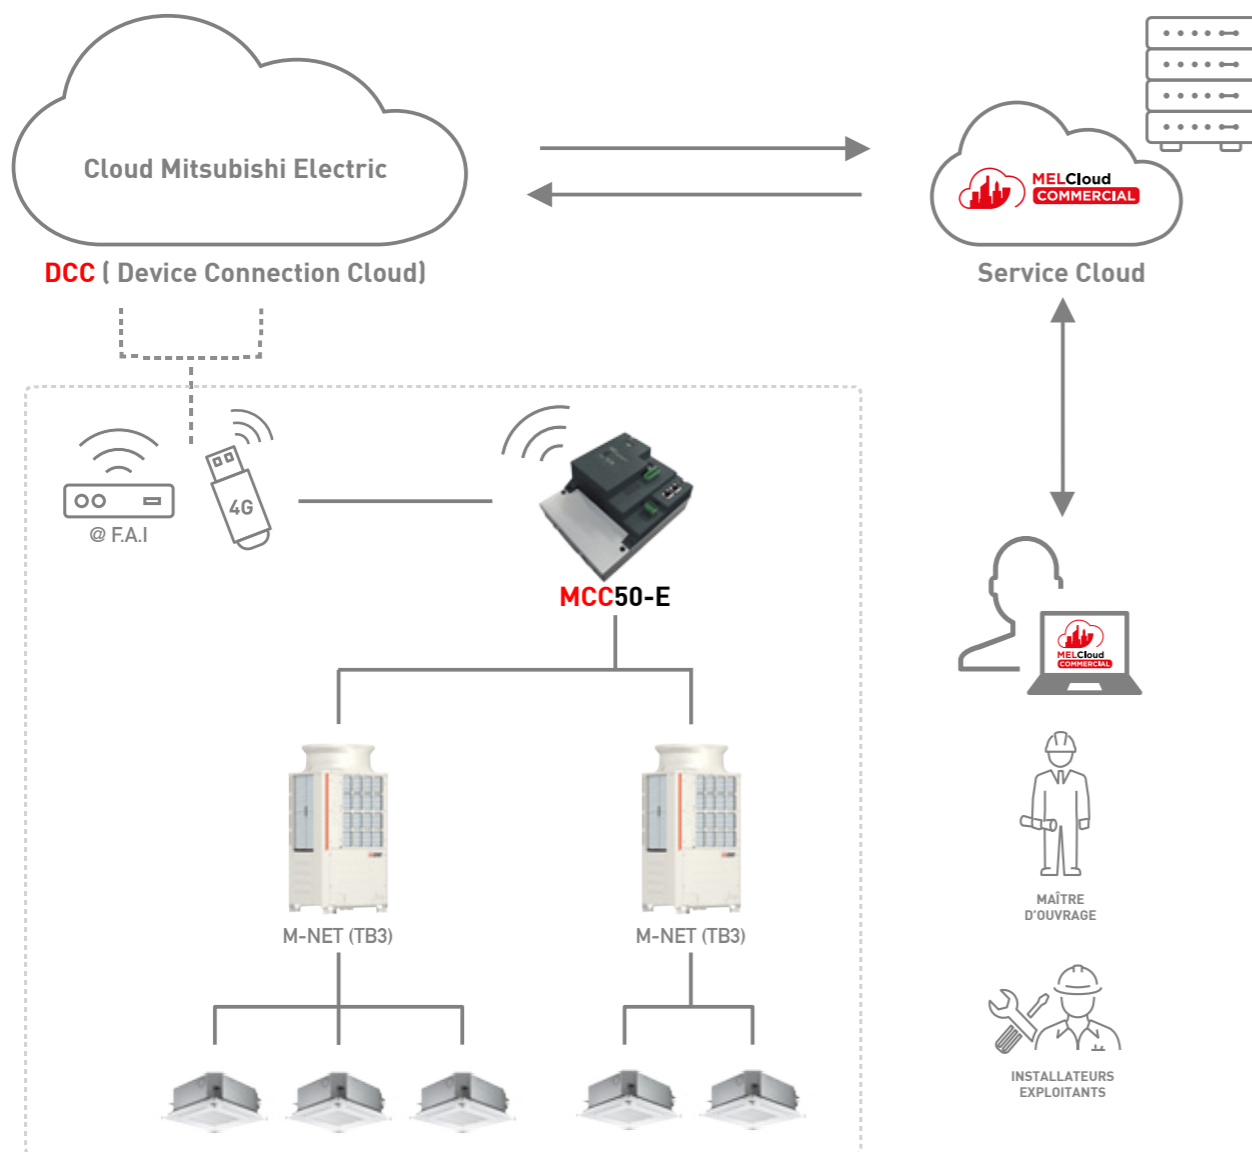 Cloud Mitsubishi Electric
MELCloud
COMMERCIAL
DCC ( Device Connection Cloud)
Service Cloud
4G
@ F.A.I
MCC50-E
MELCloud
COMMERCIAL
M-NET (TB3)
M-NET (TB3)
MAÎTRE
D'OUVRAGE
INSTALLATEURS
EXPLOITANTS